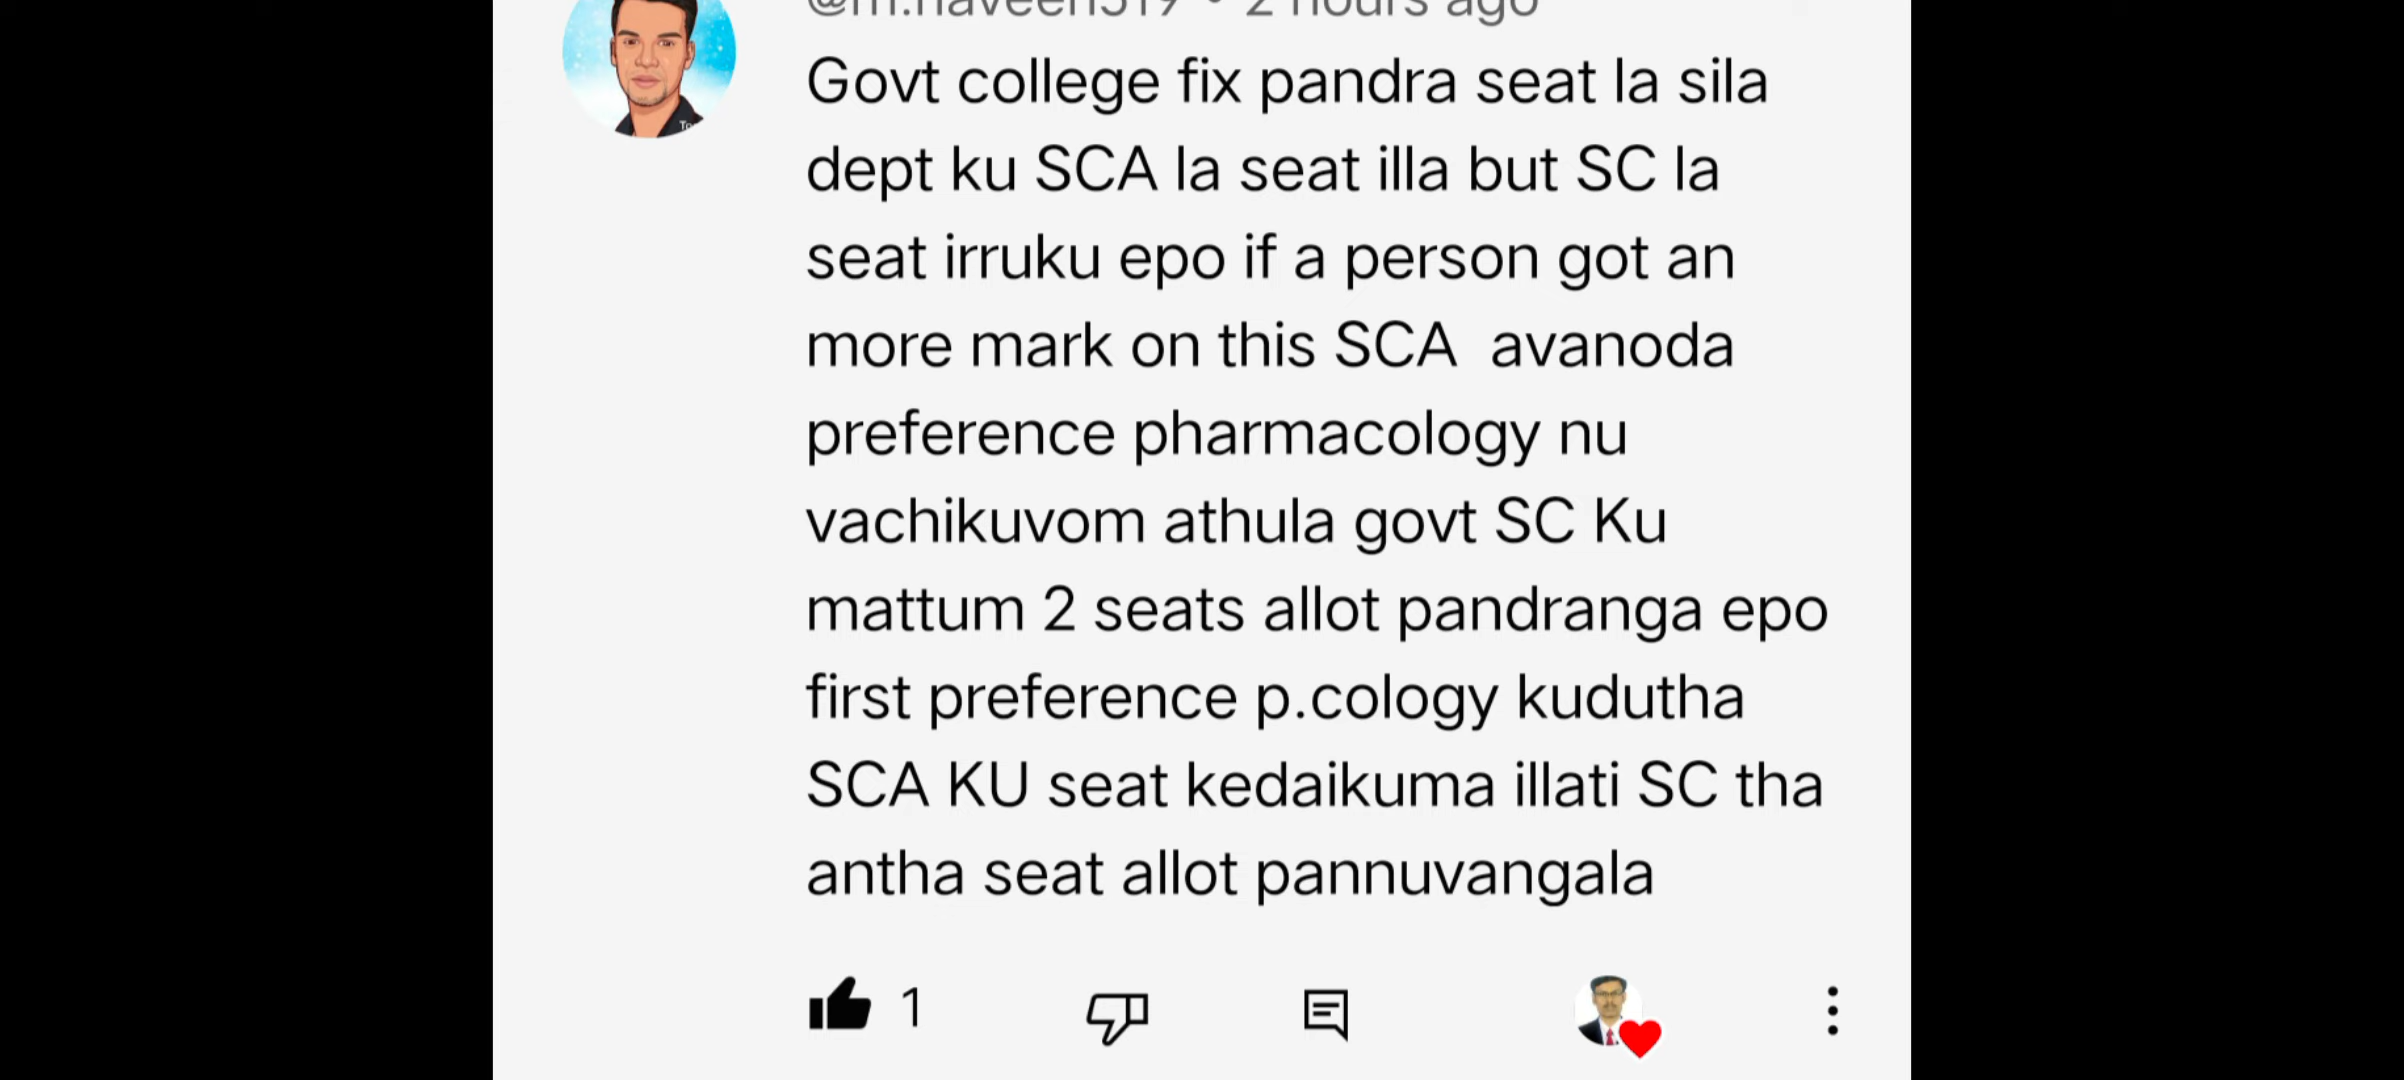 2 hours ago
Govt college fix pandra seat la sila
dept ku SCA la seat illa but SC la
seat irruku epo if a person got an
more mark on this SCA  avanoda
preference pharmacology nu
vachikuvom athula govt SC Ku
mattum 2 seats allot pandranga epo
first preference p.cology kudutha
SCA KU seat kedaikuma illati SC tha
antha seat allot pannuvangala
1